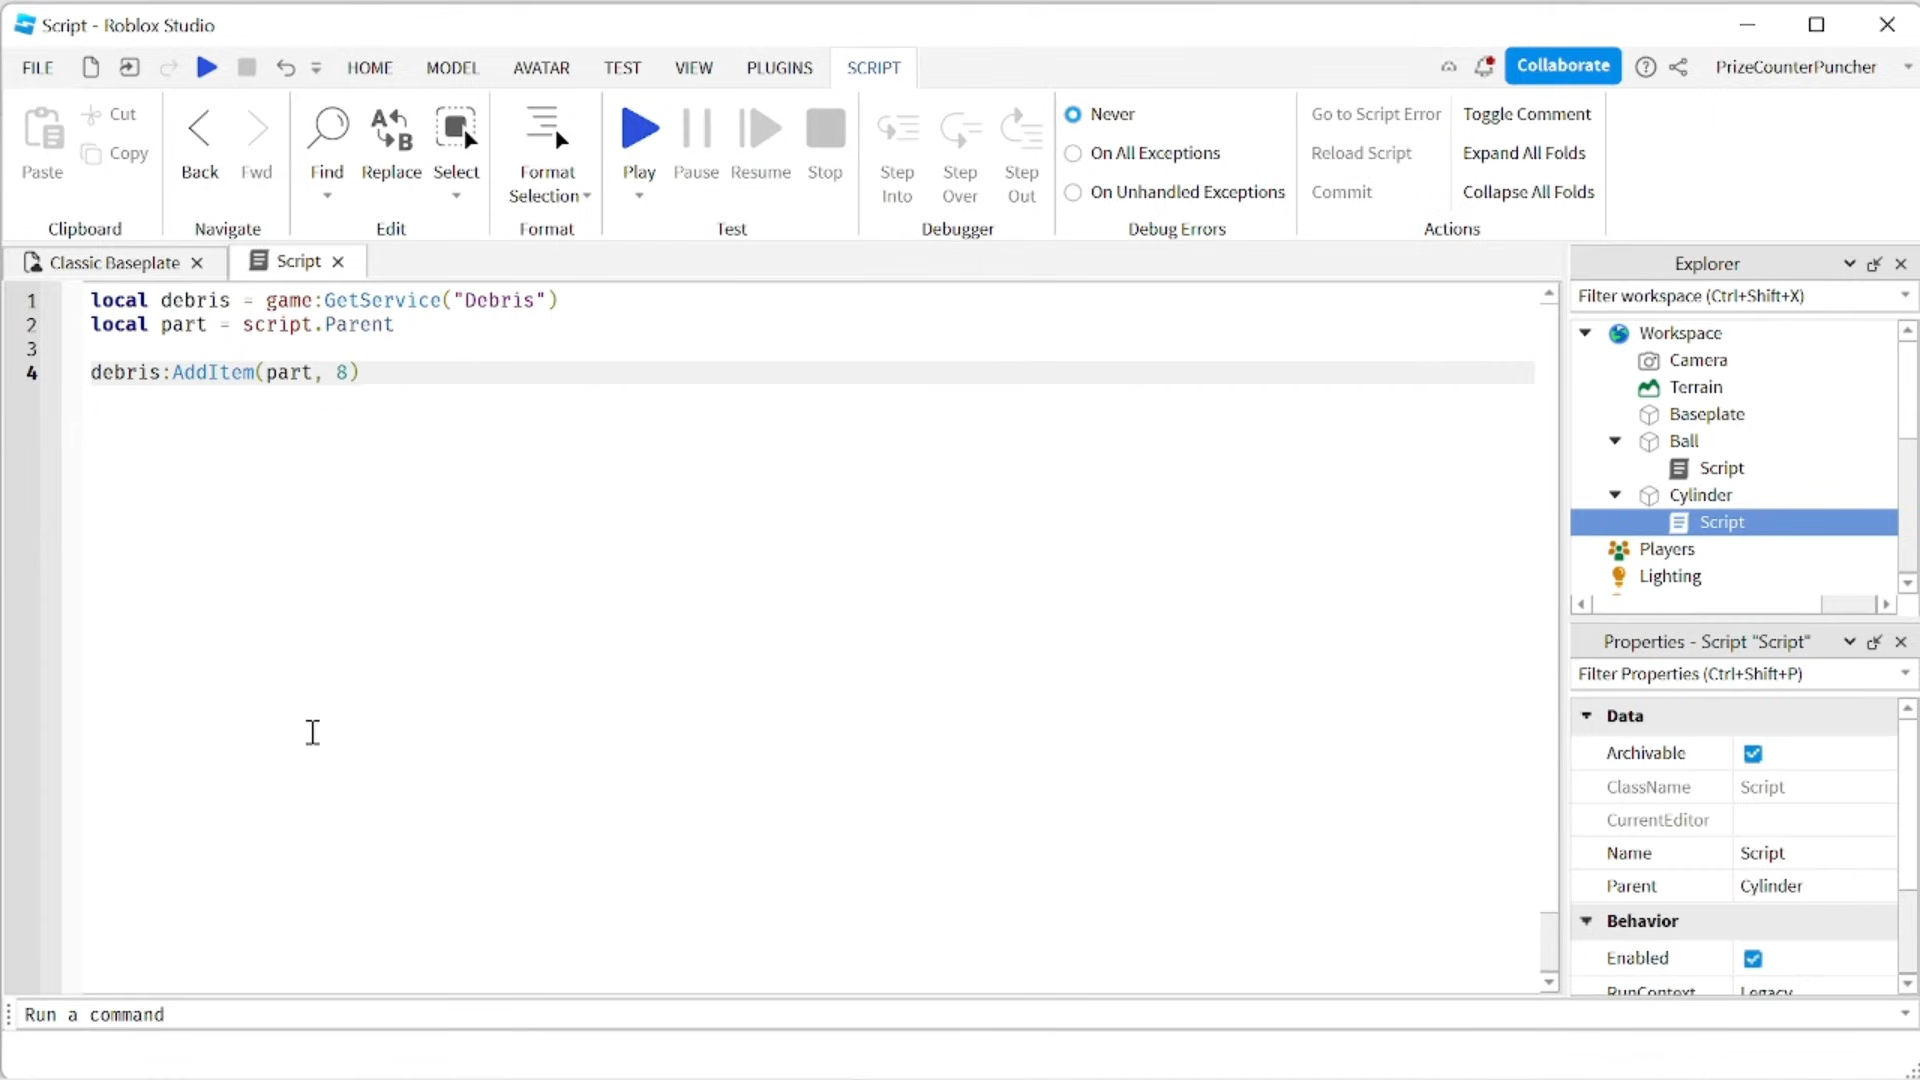 Script - Roblox Studio
FILE HOME MODEL AVATAR TEST VIEW PLUGINS SCRIPT Collaborate PrizeCounterPuncher
Paste Cut Copy
Clipboard
Back Fwd
Navigate
Find Replace Select
Edit
Format
Selection
Format
Play Pause Resume Stop
Test
Step Into Step Over Step Out
Debugger
Never
On All Exceptions
On Unhandled Exceptions
Debug Errors
Go to Script Error Toggle Comment
Reload Script Expand All Folds
Commit Collapse All Folds
Actions
Classic Baseplate Script
1 local debris = game:GetService("Debris")
2 local part = script.Parent
3
4 debris:AddItem(part, 8)
Explorer
Filter workspace (Ctrl+Shift+X)
Workspace
Camera
Terrain
Baseplate
Ball
Script
Cylinder
Script
Players
Lighting
Properties - Script "Script"
Filter Properties (Ctrl+Shift+P)
Data
Archivable
ClassName Script
CurrentEditor
Name Script
Parent Cylinder
Behavior
Enabled
RunContext Legacy
Run a command